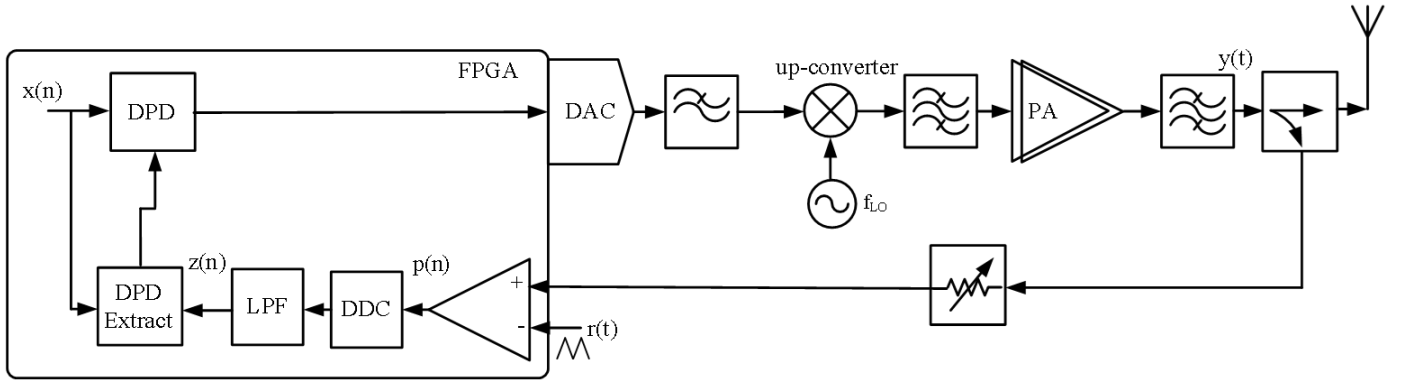 FPGA
x(n)
DPD
DAC
up-converter
f_LO
PA
y(t)
z(n)
p(n)
DPD
Extract
LPF
DDC
+
-
r(t)